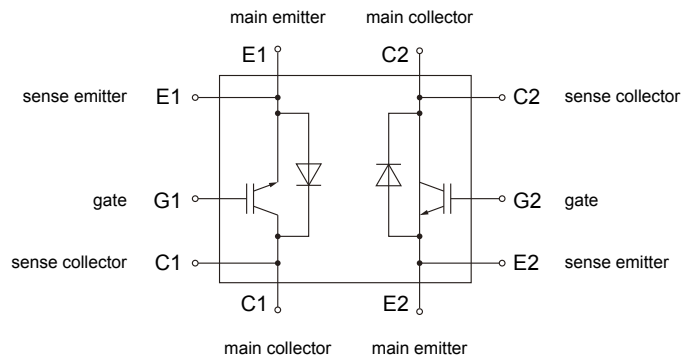 main emitter main collector
E1 C2
sense emitter E1 C2 sense collector
gate G1 G2 gate
sense collector C1 E2 sense emitter
C1 E2
main collector main emitter